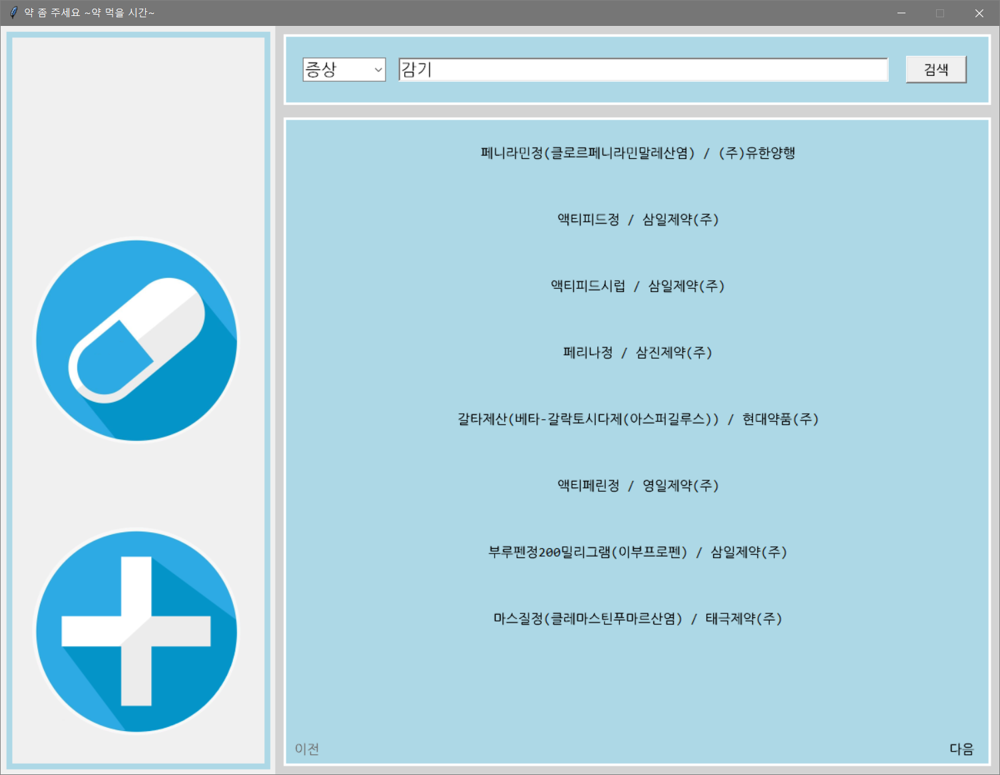 약 좀 주세요 ~약 먹을 시간~
증상
감기
검색
페니라민정(클로르페니라민말레산염) / (주)유한양행
액티피드정 / 삼일제약(주)
액티피드시럽 / 삼일제약(주)
페리나정 / 삼진제약(주)
갈타제산(베타-갈락토시다제(아스퍼길루스)) / 현대약품(주)
액티페린정 / 영일제약(주)
부루펜정200밀리그램(이부프로펜) / 삼일제약(주)
마스질정(클레마스틴푸마르산염) / 태극제약(주)
이전
다음